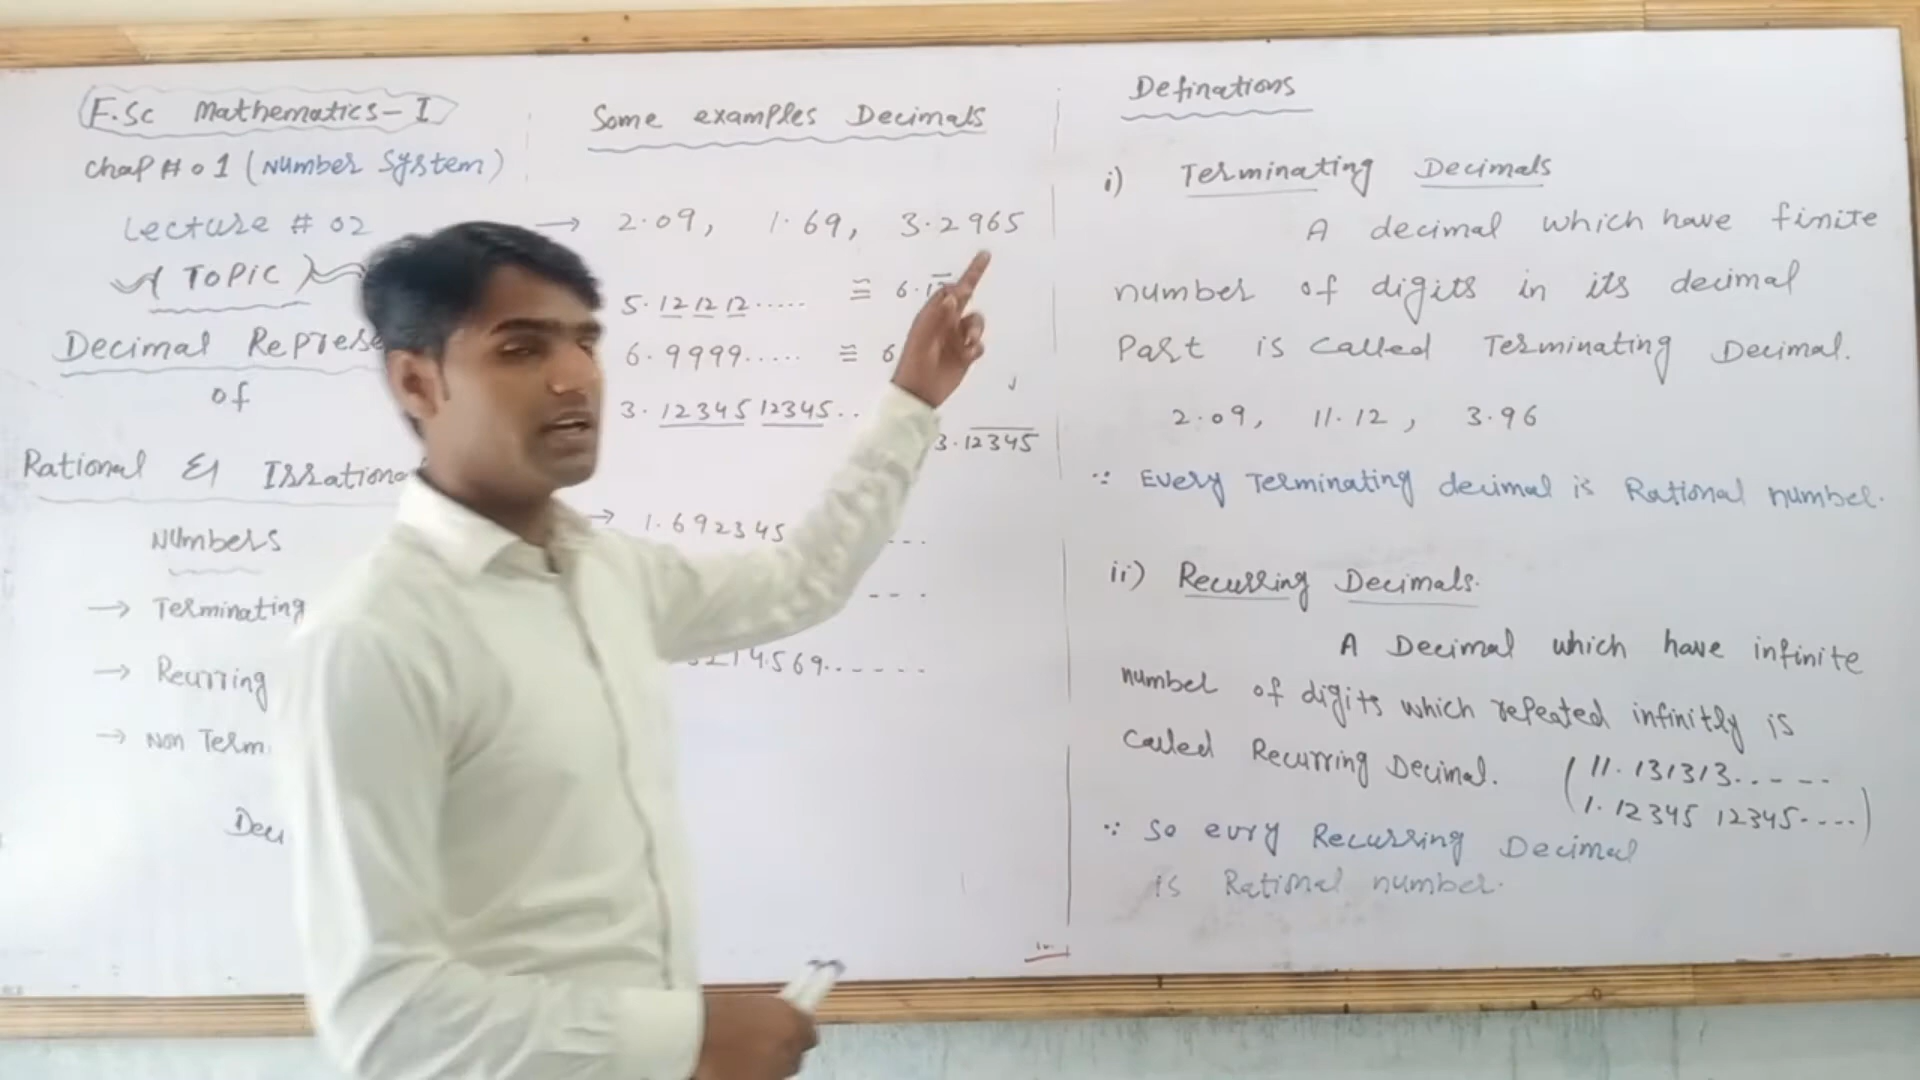 F.Sc Mathematics-I
Chap # 01 (Number System)
Lecture # 02
TOPIC
Decimal Represe
of
Rational & Irrationa
Numbers
→ Terminating
→ Recurring
→ Non Term
Deci
Some examples Decimals
→ 2.09, 1.69, 3.2965
5.121212..... ≅ 6.12
6.9999..... ≅ 6
3.1234512345.. 3.12345
→ 1.692345 ...
...
3214.569......
Definations
i) Terminating Decimals
A decimal which have finite
number of digits in its decimal
Part is called Terminating Decimal.
2.09, 11.12, 3.96
∵ Every Terminating decimal is Rational number.
ii) Recurring Decimals.
A Decimal which have infinite
number of digits which repeated infinitly is
called Recurring Decimal. (11.131313.....
1.12345 12345....)
∵ So evry Recurring Decimal
is Rational number.